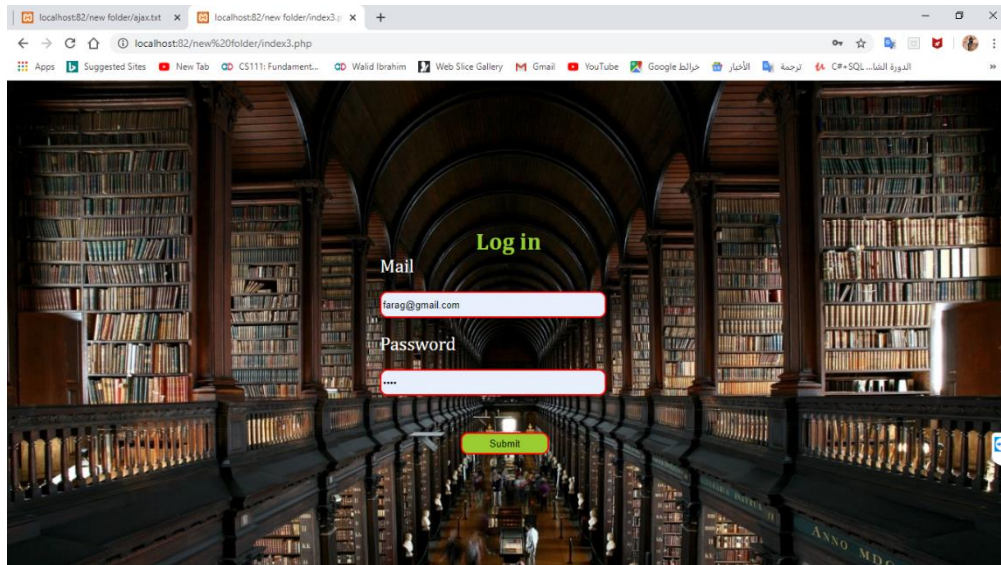 localhost:82/new folder/ajax.txt
localhost:82/new folder/index3.p
localhost:82/new%20folder/index3.php
Apps Suggested Sites New Tab CS111: Fundament... Walid Ibrahim Web Slice Gallery Gmail YouTube خرائط Google الأخبار ترجمة C#+SQL الدورة الشا...
Log in
Mail
farag@gmail.com
Password
••••
Submit
ANNO MDC